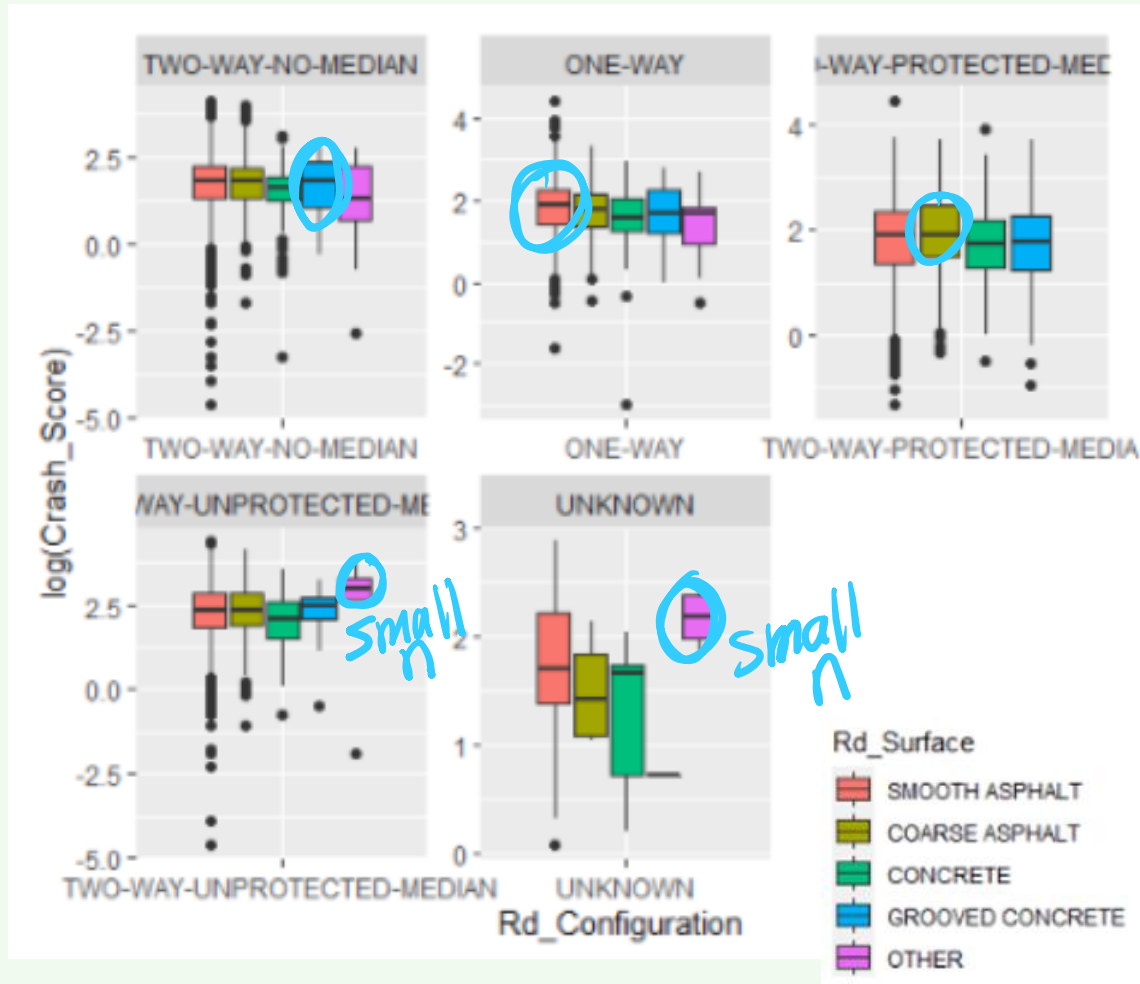 TWO-WAY-NO-MEDIAN
ONE-WAY
-WAY-PROTECTED-MED
2.5
0.0
-2.5
-5.0
4
2
0
-2
4
2
0
log(Crash_Score)
TWO-WAY-NO-MEDIAN
ONE-WAY
TWO-WAY-PROTECTED-MEDIA
WAY-UNPROTECTED-ME
UNKNOWN
2.5
0.0
-2.5
-5.0
small
n
3
2
1
0
small
n
TWO-WAY-UNPROTECTED-MEDIAN
UNKNOWN
Rd_Configuration
Rd_Surface
SMOOTH ASPHALT
COARSE ASPHALT
CONCRETE
GROOVED CONCRETE
OTHER